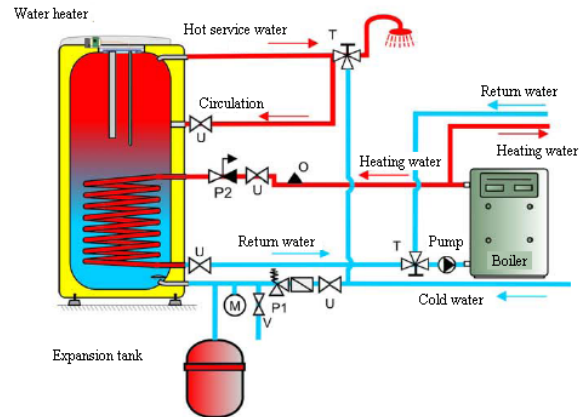 Water heater
Hot service water
T
Return water
Circulation
U
Heating water
Heating water
O
P2
U
U
Return water
T
Pump
Boiler
Cold water
M
V
P1
U
Expansion tank